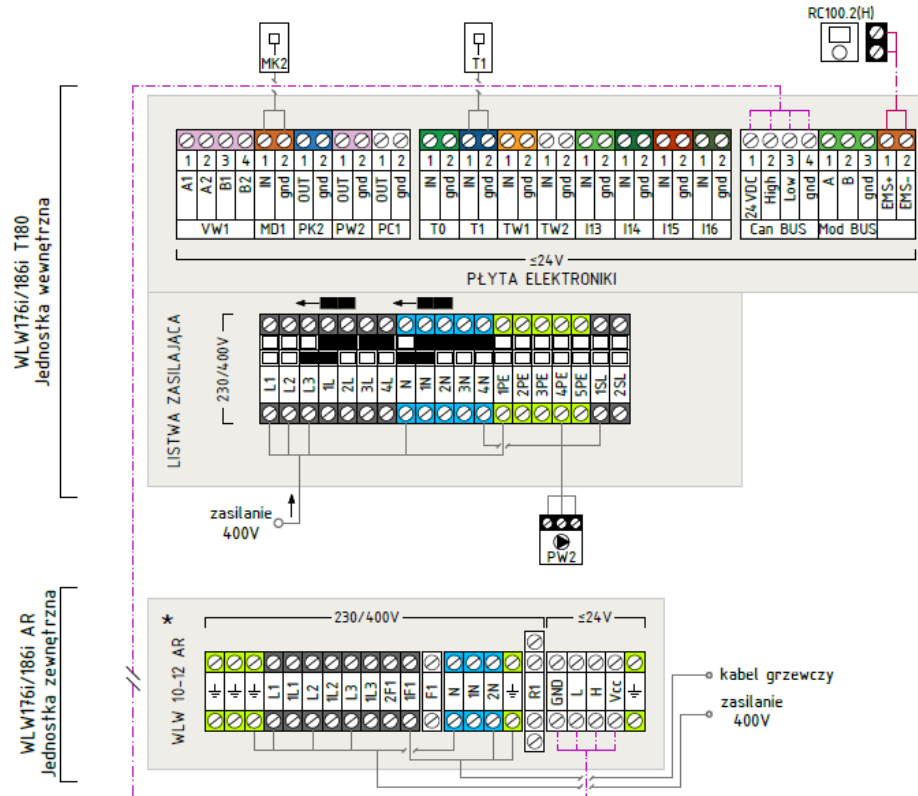 RC100.2(H)
MK2
T1
WLW176i/186i T180
Jednostka wewnętrzna
1 2 3 4 1 2 1 2 1 2 1 2
A1 A2 B1 B2 IN gnd OUT gnd OUT gnd OUT gnd
VW1 MD1 PK2 PW2 PC1
1 2 1 2 1 2 1 2 1 2 1 2 1 2 1 2
IN gnd IN gnd IN gnd IN gnd IN gnd IN gnd IN gnd IN gnd
T0 T1 TW1 TW2 I13 I14 I15 I16
1 2 3 4 1 2 3 1 2
24VDC High Low gnd A B gnd EMS+ EMS-
Can BUS Mod BUS
≤24V
PŁYTA ELEKTRONIKI
LISTWA ZASILAJĄCA
230/400V
L1 L2 L3 1L 2L 3L 4L N 1N 2N 3N 4N 1PE 2PE 3PE 4PE 5PE 1SL 2SL
zasilanie
400V
PW2
WLW176i/186i AR
Jednostka zewnętrzna
*
WLW 10-12 AR
230/400V
≤24V
L1 1L1 L2 1L2 L3 1L3 2F1 1F1 F1 N 1N 2N R1 GND L H Vcc
kabel grzewczy
zasilanie
400V